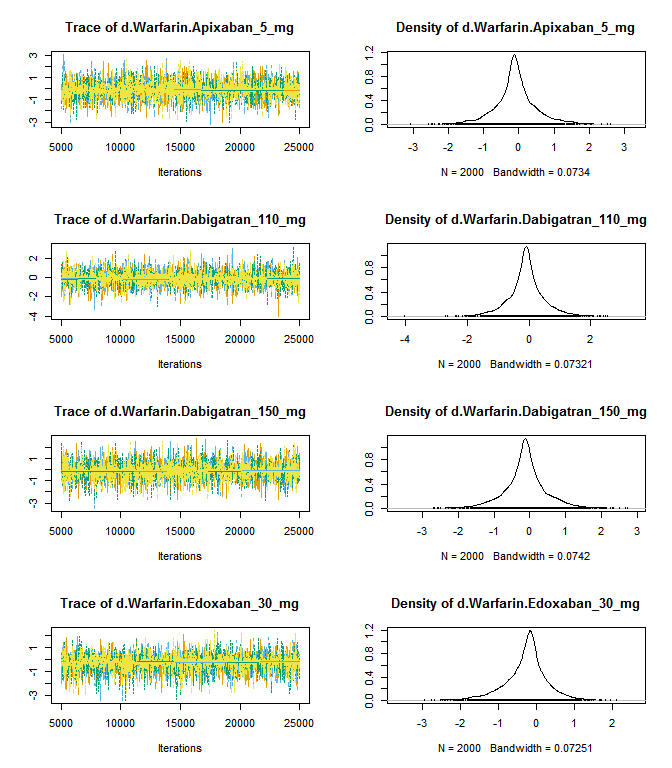 Trace of d.Warfarin.Apixaban_5_mg
3
1
-1
-3
5000 10000 15000 20000 25000
Iterations
Density of d.Warfarin.Apixaban_5_mg
1.2
0.8
0.4
0.0
-3 -2 -1 0 1 2 3
N = 2000 Bandwidth = 0.0734
Trace of d.Warfarin.Dabigatran_110_mg
2
0
-2
-4
5000 10000 15000 20000 25000
Iterations
Density of d.Warfarin.Dabigatran_110_mg
0.8
0.4
0.0
-4 -2 0 2
N = 2000 Bandwidth = 0.07321
Trace of d.Warfarin.Dabigatran_150_mg
1
-1
-3
5000 10000 15000 20000 25000
Iterations
Density of d.Warfarin.Dabigatran_150_mg
0.8
0.4
0.0
-3 -2 -1 0 1 2 3
N = 2000 Bandwidth = 0.0742
Trace of d.Warfarin.Edoxaban_30_mg
1
-1
-3
5000 10000 15000 20000 25000
Iterations
Density of d.Warfarin.Edoxaban_30_mg
1.2
0.8
0.4
0.0
-3 -2 -1 0 1 2
N = 2000 Bandwidth = 0.07251